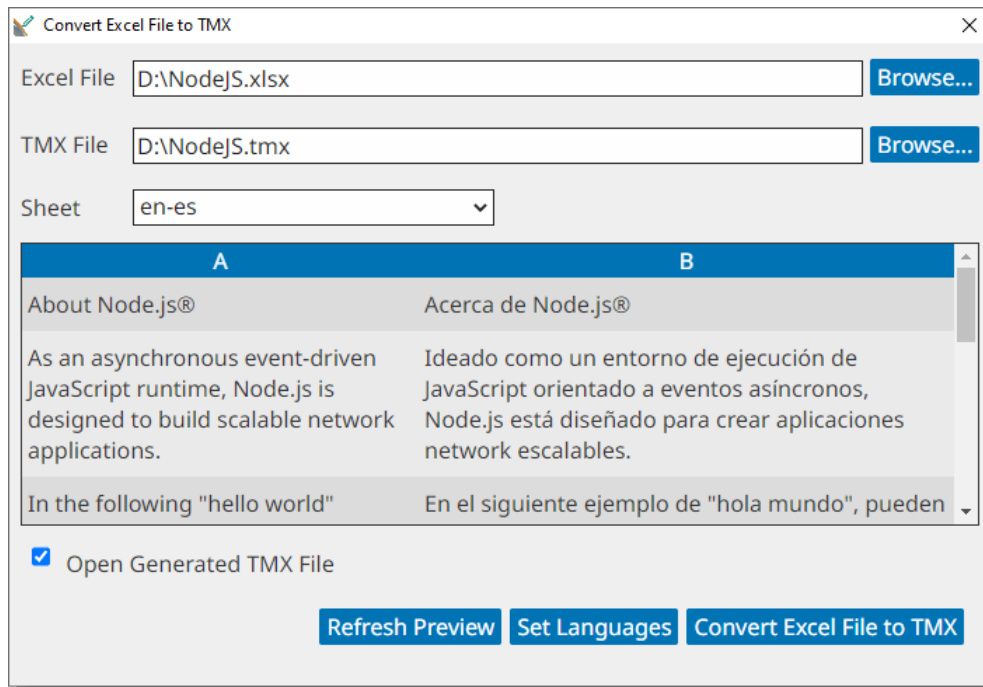 Convert Excel File to TMX
Excel File D:\NodeJS.xlsx Browse...
TMX File D:\NodeJS.tmx Browse...
Sheet en-es
A B
About Node.js® Acerca de Node.js®
As an asynchronous event-driven
JavaScript runtime, Node.js is
designed to build scalable network
applications.
Ideado como un entorno de ejecución de
JavaScript orientado a eventos asíncronos,
Node.js está diseñado para crear aplicaciones
network escalables.
In the following "hello world" En el siguiente ejemplo de "hola mundo", pueden
Open Generated TMX File
Refresh Preview Set Languages Convert Excel File to TMX